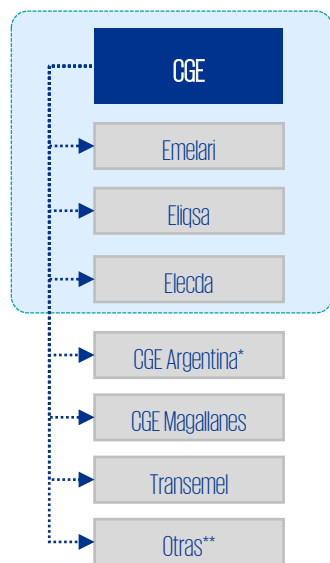 CGE
Emelari
Eliqsa
Elecda
CGE Argentina*
CGE Magallanes
Transemel
Otras**